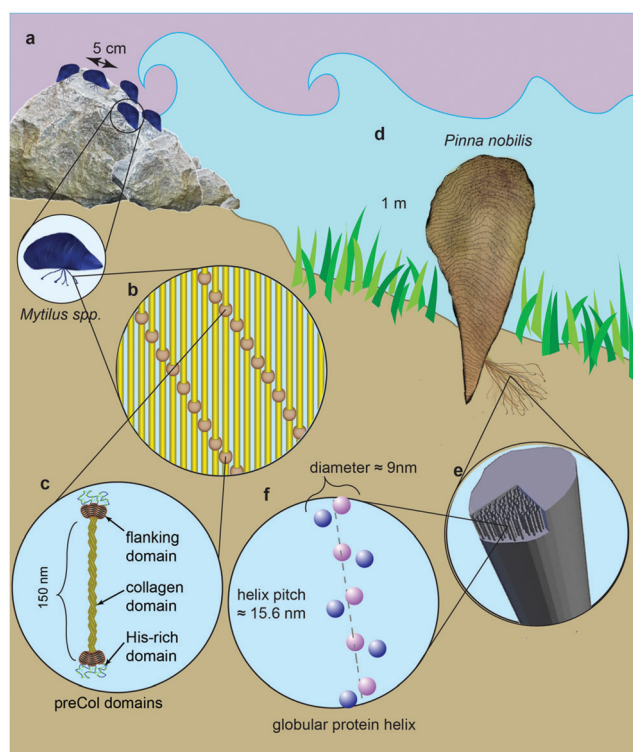 a
5 cm
d
Pinna nobilis
1 m
Mytilus spp.
b
c
150 nm
flanking
domain
collagen
domain
His-rich
domain
preCol domains
f
diameter ≈ 9nm
helix pitch
≈ 15.6 nm
globular protein helix
e